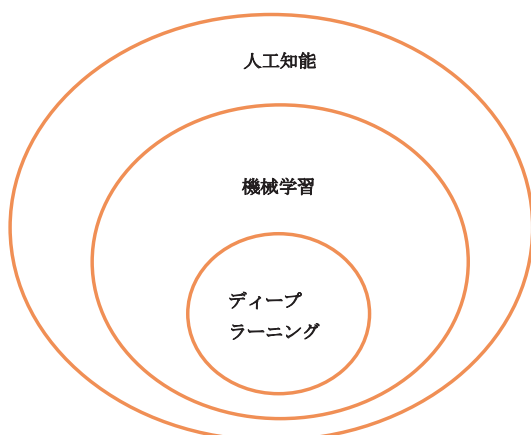 人工知能
機械学習
ディープ
ラーニング